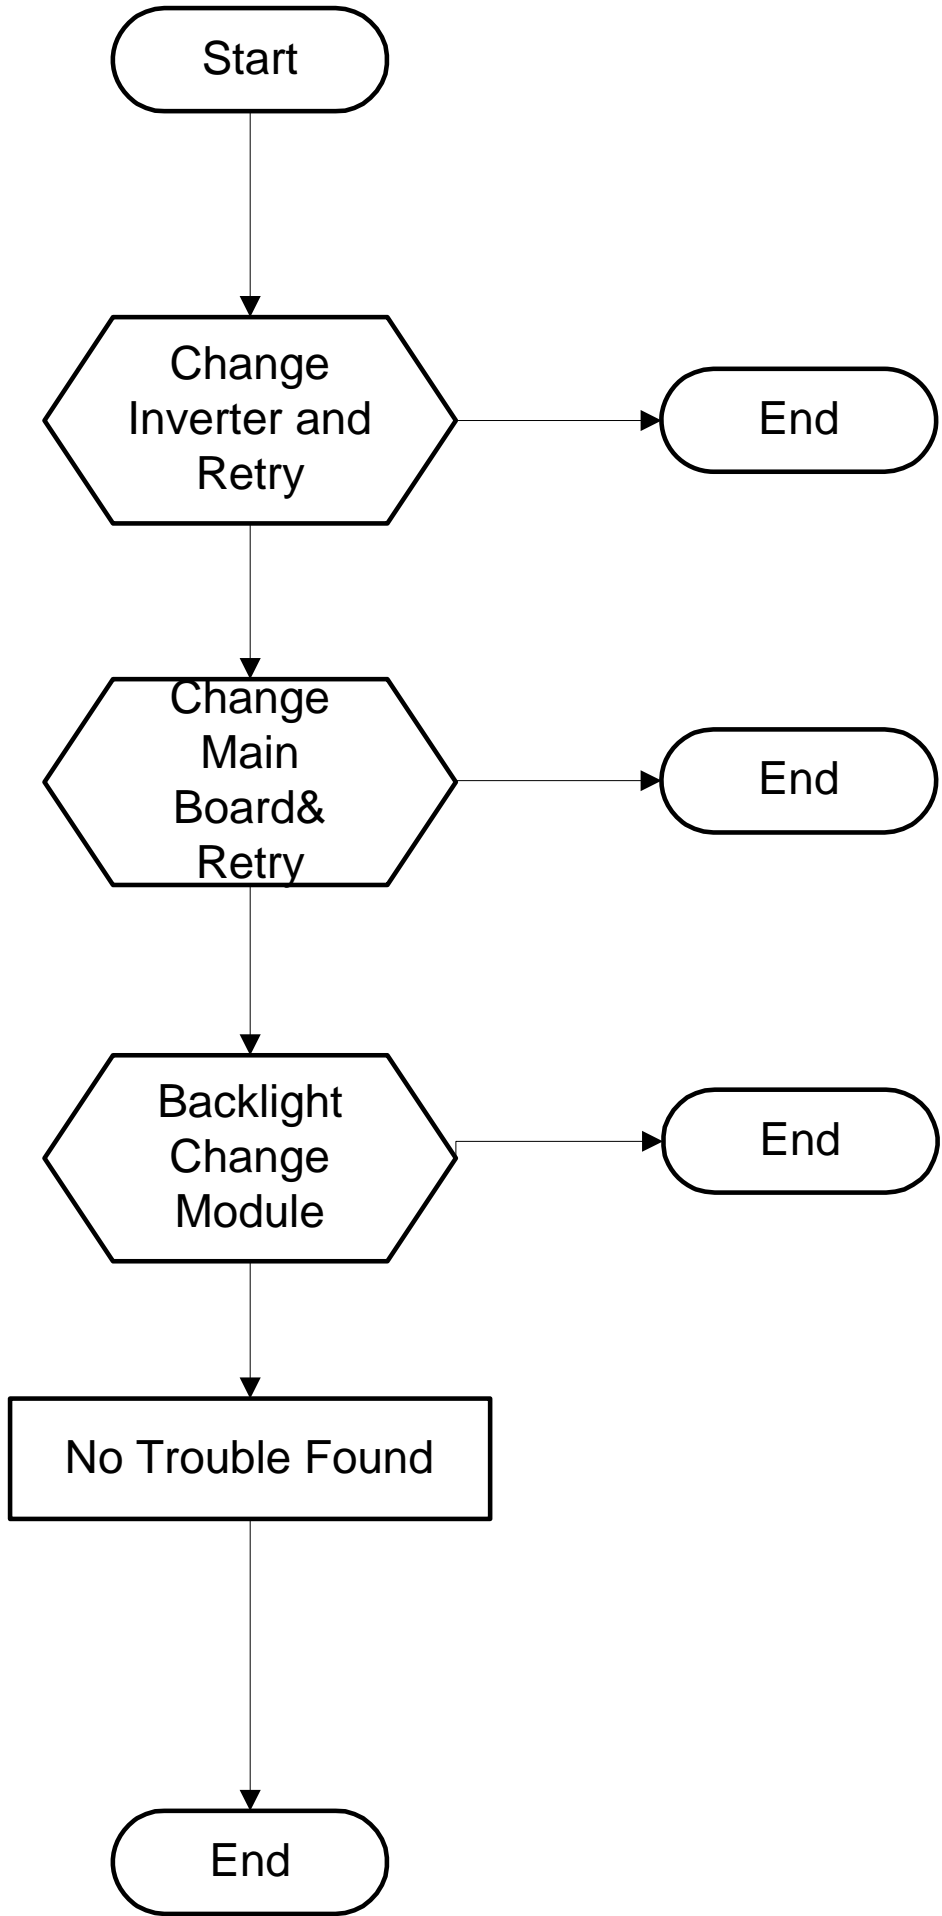 Start
Change
Inverter and
Retry
End
Change
Main
Board&
Retry
End
Backlight
Change
Module
End
No Trouble Found
End